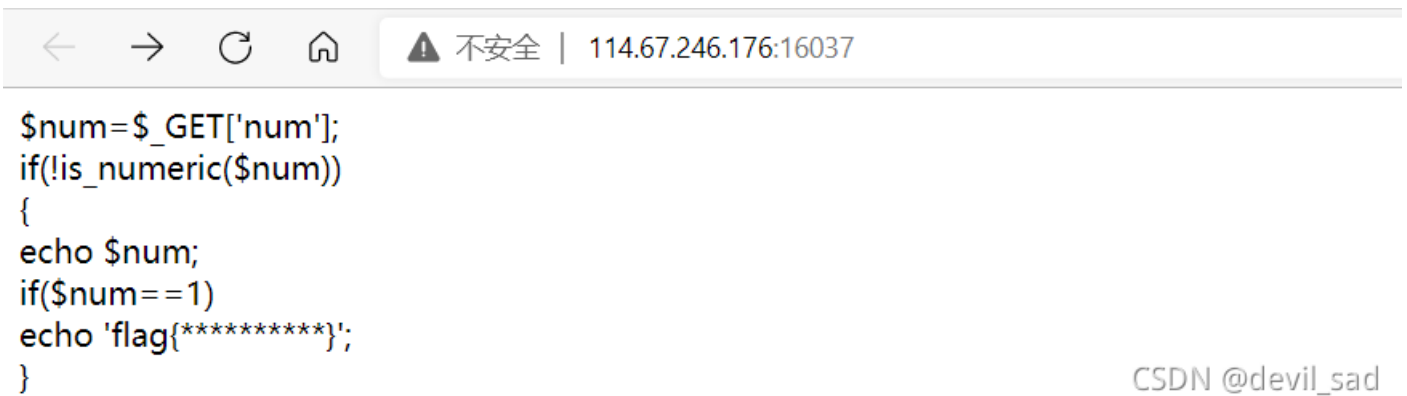 不安全 | 114.67.246.176:16037
$num=$_GET['num'];
if(!is_numeric($num))
{
echo $num;
if($num==1)
echo 'flag{**********}';
}
CSDN @devil_sad